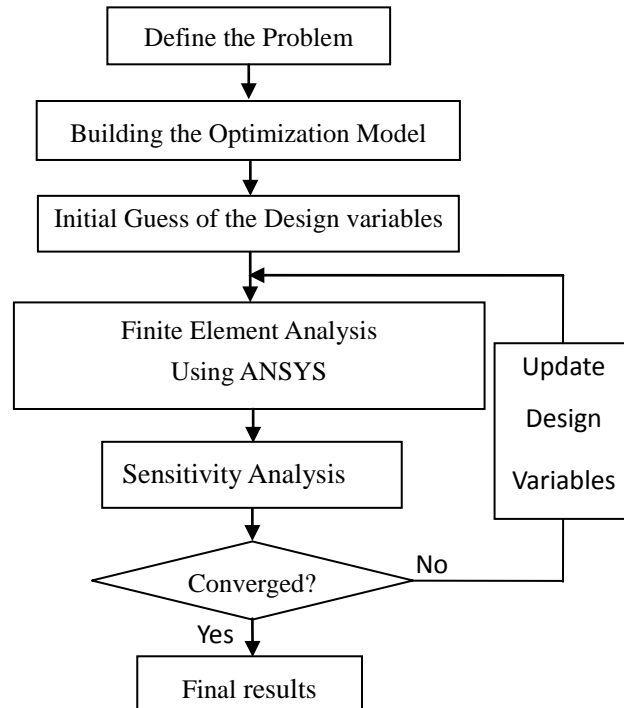 Define the Problem
Building the Optimization Model
Initial Guess of the Design variables
Finite Element Analysis
Using ANSYS
Update
Design
Variables
Sensitivity Analysis
Converged?
No
Yes
Final results